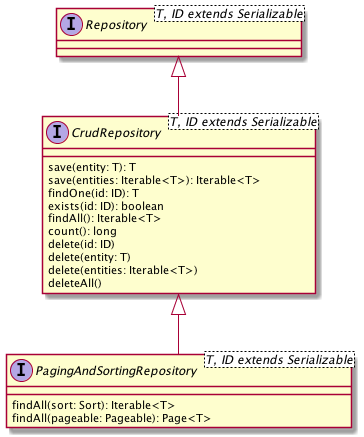 T, ID extends Serializable
I Repository
T, ID extends Serializable
I CrudRepository
save(entity: T): T
save(entities: Iterable<T>): Iterable<T>
findOne(id: ID): T
exists(id: ID): boolean
findAll(): Iterable<T>
count(): long
delete(id: ID)
delete(entity: T)
delete(entities: Iterable<T>)
deleteAll()
T, ID extends Serializable
I PagingAndSortingRepository
findAll(sort: Sort): Iterable<T>
findAll(pageable: Pageable): Page<T>